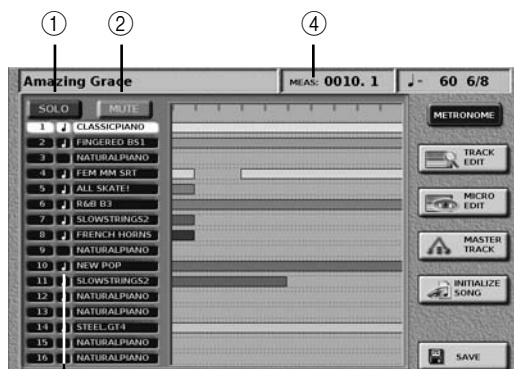 ① ② ④
Amazing Grace MEAS: 0010. 1 ♩= 60 6/8
SOLO MUTE
METRONOME
1 ♩ CLASSICPIANO
2 ♩ FINGERED BS1
3 NATURALPIANO
4 ♩ FEM MM SRT
5 ♩ ALL SKATE!
6 ♩ R&B B3
7 ♩ SLOWSTRINGS2
8 ♩ FRENCH HORNS
9 NATURALPIANO
10 ♩ NEW POP
11 ♩ SLOWSTRINGS2
12 NATURALPIANO
13 NATURALPIANO
14 ♩ STEEL.GT4
15 NATURALPIANO
16 NATURALPIANO
TRACK
EDIT
MICRO
EDIT
MASTER
TRACK
INITIALIZE
SONG
SAVE